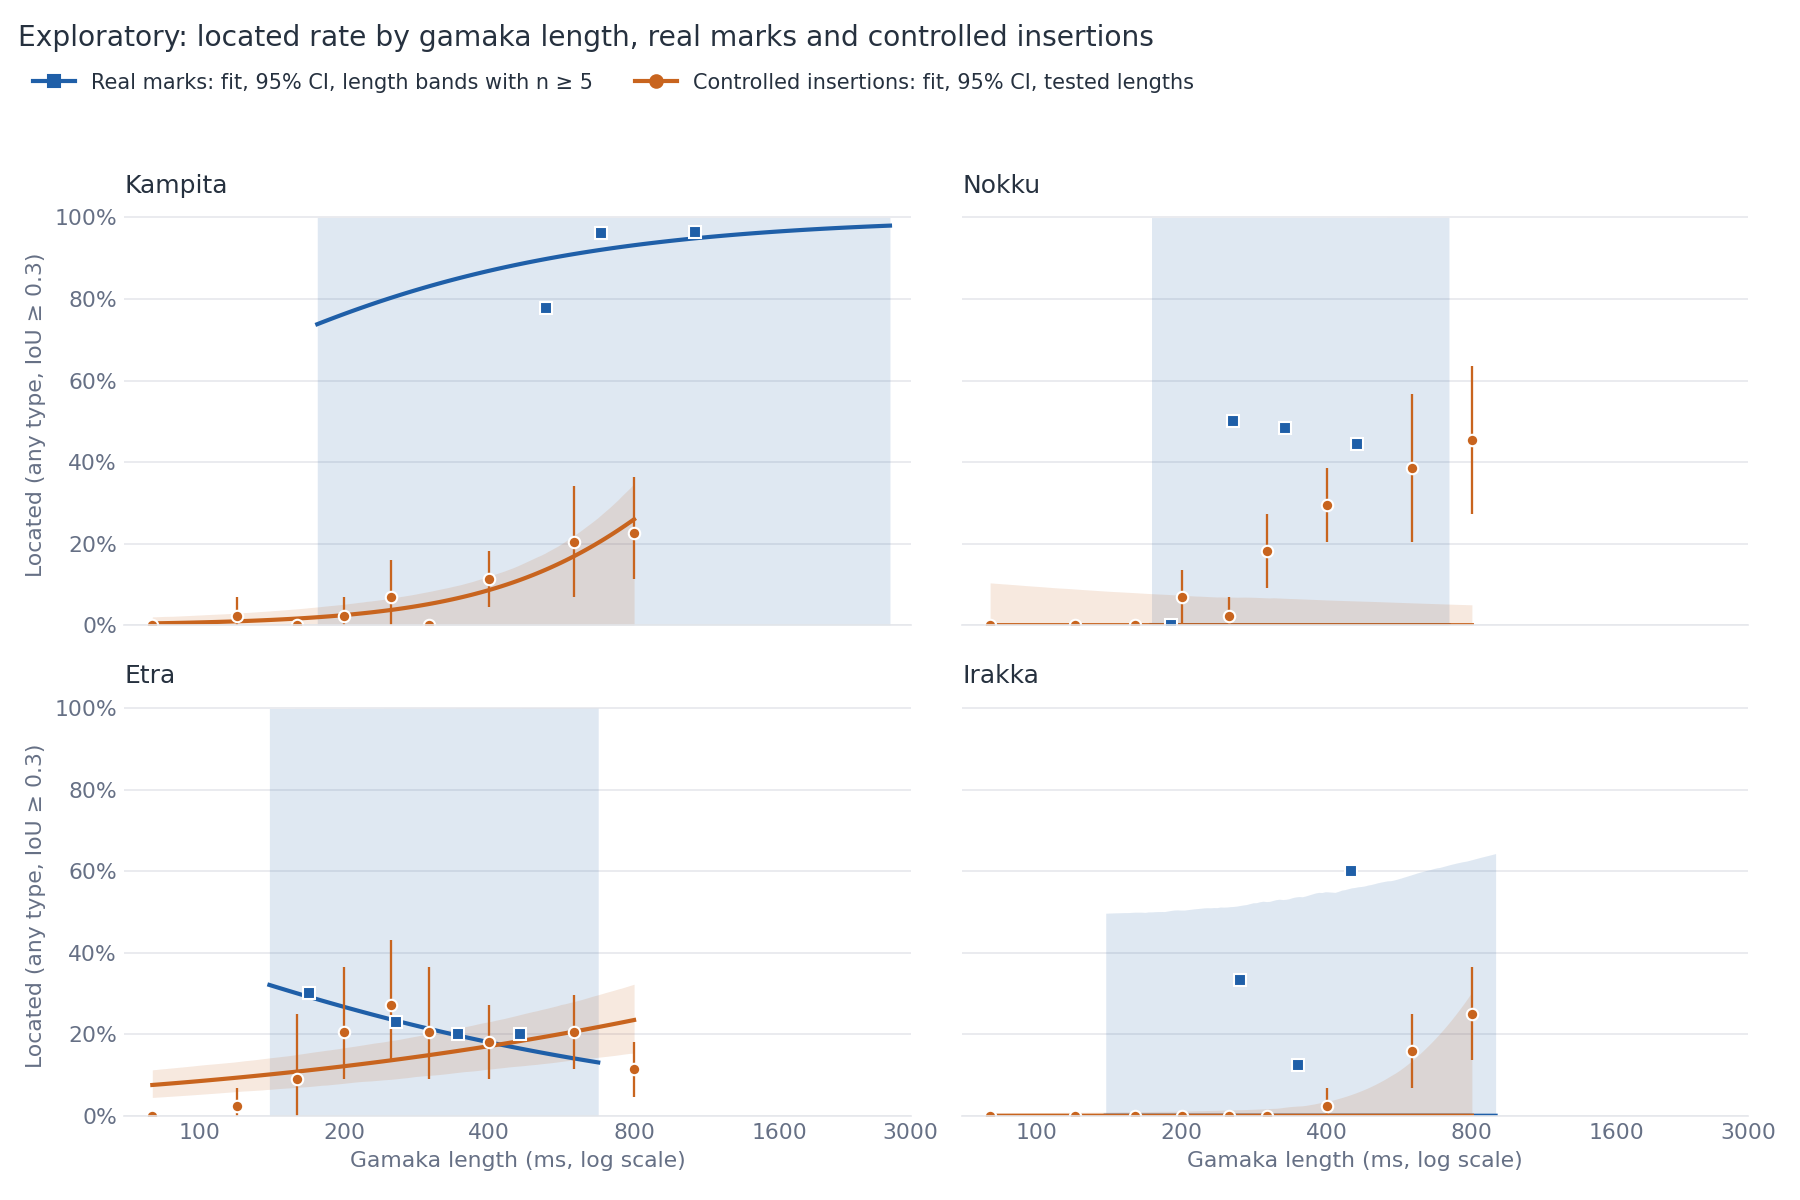 Exploratory: located rate by gamaka length, real marks and controlled insertions
Real marks: fit, 95% CI, length bands with n ≥ 5
Controlled insertions: fit, 95% CI, tested lengths
Kampita
Nokku
Located (any type, IoU ≥ 0.3)
100%
80%
60%
40%
20%
0%
Etra
Irakka
Located (any type, IoU ≥ 0.3)
100%
80%
60%
40%
20%
0%
100 200 400 800 1600 3000
100 200 400 800 1600 3000
Gamaka length (ms, log scale)
Gamaka length (ms, log scale)